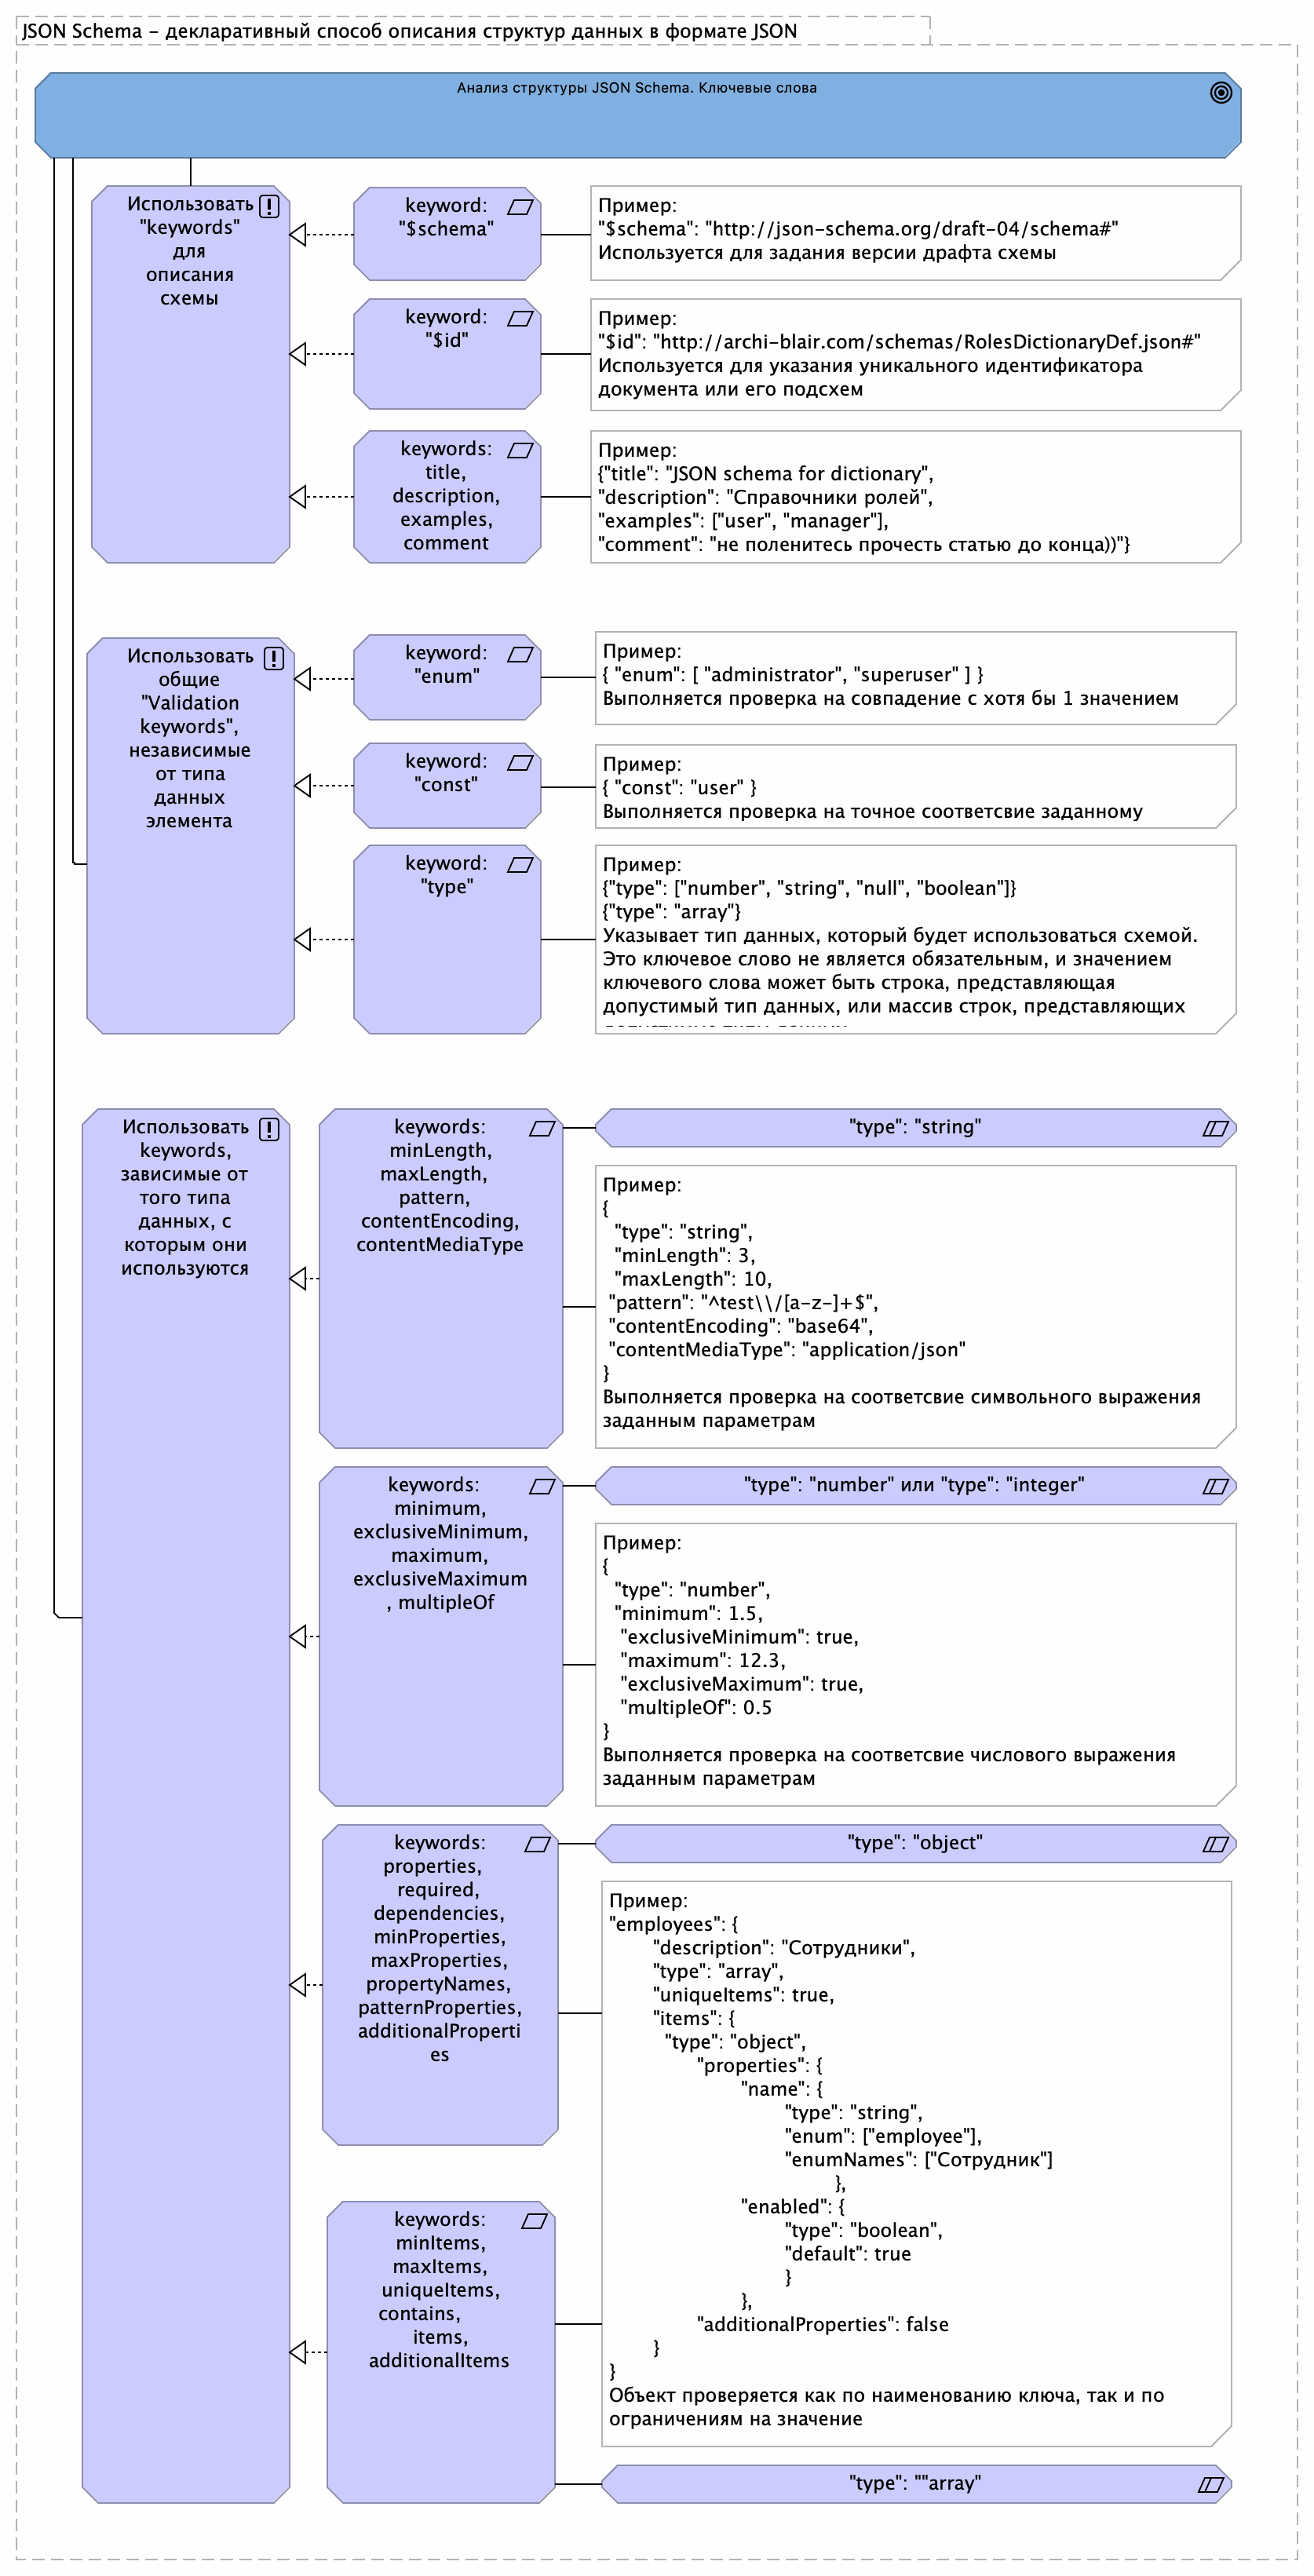 JSON Schema – декларативный способ описания структур данных в формате JSON
Анализ структуры JSON Schema. Ключевые слова
Использовать
"keywords"
для
описания
схемы
keyword:
"$schema"
Пример:
"$schema": "http://json-schema.org/draft-04/schema#"
Используется для задания версии драфта схемы
keyword:
"$id"
Пример:
"$id": "http://archi-blair.com/schemas/RolesDictionaryDef.json#"
Используется для указания уникального идентификатора
документа или его подсхем
keywords:
title,
description,
examples,
comment
Пример:
{"title": "JSON schema for dictionary",
"description": "Справочники ролей",
"examples": ["user", "manager"],
"comment": "не поленитесь прочесть статью до конца))"}
Использовать
общие
"Validation
keywords",
независимые
от типа
данных
элемента
keyword:
"enum"
Пример:
{ "enum": [ "administrator", "superuser" ] }
Выполняется проверка на совпадение с хотя бы 1 значением
keyword:
"const"
Пример:
{ "const": "user" }
Выполняется проверка на точное соответсвие заданному
keyword:
"type"
Пример:
{"type": ["number", "string", "null", "boolean"]}
{"type": "array"}
Указывает тип данных, который будет использоваться схемой.
Это ключевое слово не является обязательным, и значением
ключевого слова может быть строка, представляющая
допустимый тип данных, или массив строк, представляющих
Использовать
keywords,
зависимые от
того типа
данных, с
которым они
используются
keywords:
minLength,
maxLength,
pattern,
contentEncoding,
contentMediaType
"type": "string"
Пример:
{
"type": "string",
"minLength": 3,
"maxLength": 10,
"pattern": "^test\\/[a-z-]+$",
"contentEncoding": "base64",
"contentMediaType": "application/json"
}
Выполняется проверка на соответсвие символьного выражения
заданным параметрам
keywords:
minimum,
exclusiveMinimum,
maximum,
exclusiveMaximum
, multipleOf
"type": "number" или "type": "integer"
Пример:
{
"type": "number",
"minimum": 1.5,
"exclusiveMinimum": true,
"maximum": 12.3,
"exclusiveMaximum": true,
"multipleOf": 0.5
}
Выполняется проверка на соответсвие числового выражения
заданным параметрам
keywords:
properties,
required,
dependencies,
minProperties,
maxProperties,
propertyNames,
patternProperties,
additionalProperti
es
"type": "object"
Пример:
"employees": {
"description": "Сотрудники",
"type": "array",
"uniqueItems": true,
"items": {
"type": "object",
"properties": {
"name": {
"type": "string",
"enum": ["employee"],
"enumNames": ["Сотрудник"]
},
"enabled": {
"type": "boolean",
"default": true
}
},
"additionalProperties": false
}
}
Объект проверяется как по наименованию ключа, так и по
ограничениям на значение
keywords:
minItems,
maxItems,
uniqueItems,
contains,
items,
additionalItems
"type": ""array"